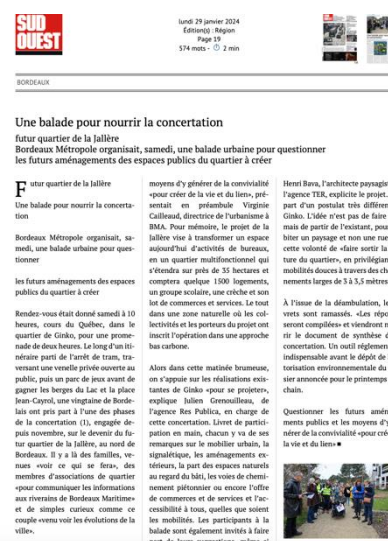 SUD
OUEST
lundi 29 janvier 2024
Édition(s) : Région
Page 19
574 mots - 2 min
BORDEAUX
Une balade pour nourrir la concertation
futur quartier de la Jallère
Bordeaux Métropole organisait, samedi, une balade urbaine pour questionner
les futurs aménagements des espaces publics du quartier à créer
Futur quartier de la Jallère
Une balade pour nourrir la concerta-
tion
Bordeaux Métropole organisait, sa-
medi, une balade urbaine pour ques-
tionner
les futurs aménagements des espaces
publics du quartier à créer
Rendez-vous était donné samedi à 10
heures, cours du Québec, dans le
quartier de Ginko, pour une prome-
nade de deux heures. Le long d'un iti-
néraire parti de l'arrêt de tram, tra-
versant une venelle privée ouverte au
public, puis un parc de jeux avant de
gagner les berges du Lac et la place
Jean-Cayrol, une vingtaine de Borde-
lais ont pris part à l'une des phases
de la concertation (1), engagée de-
puis novembre, sur le devenir du fu-
tur quartier de la Jallère, au nord de
Bordeaux. Il y a là des familles, ve-
nues «voir ce qui se fera», des
membres d'associations de quartier
«pour communiquer les informations
aux riverains de Bordeaux Maritime»
et de simples curieux comme ce
couple «venu voir les évolutions de la
ville».
moyens d'y générer de la convivialité
«pour créer de la vie et du lien», pré-
sentait en préambule Virginie
Cailleaud, directrice de l'urbanisme à
BMA. Pour mémoire, le projet de la
Jallère vise à transformer un espace
aujourd'hui d'activités de bureaux,
en un quartier multifonctionnel qui
s'étendra sur près de 35 hectares et
comptera quelque 1500 logements,
un groupe scolaire, une crèche et son
lot de commerces et services. Le tout
dans une zone naturelle où les col-
lectivités et les porteurs du projet ont
inscrit l'opération dans une approche
bas carbone.
Alors dans cette matinée brumeuse,
on s'appuie sur les réalisations exis-
tantes de Ginko «pour se projeter»,
explique Julien Grenouilleau, de
l'agence Res Publica, en charge de
cette concertation. Livret de partici-
pation en main, chacun y va de ses
remarques sur le mobilier urbain, la
signalétique, les aménagements ex-
térieurs, la part des espaces naturels
au regard du bâti, les voies de chemi-
nement piétonnier ou encore l'offre
de commerces et de services et l'ac-
cessibilité à tous, quelles que soient
les mobilités. Les participants à la
balade sont également invités à faire
Henri Bava, l'architecte paysagis
l'agence TER, explicite le projet.
part d'un postulat très différen
Ginko. L'idée n'est pas de faire
mais de partir de l'existant, pour
biter un paysage et non une rue
cette volonté de «faire sortir la
ture du quartier», en privilégian
mobilités douces à travers des ch
nements larges de 3 à 3,5 mètres
À l'issue de la déambulation, le
vrets sont ramassés. «Les répo
seront compilées» et viendront n
rir le document de synthèse d
concertation. Un outil réglemen
indispensable avant le dépôt de
torisation environnementale du
sier annoncée pour le printemps
chain.
Questionner les futurs amén
ments publics et les moyens d'y
nérer de la convivialité «pour cré
la vie et du lien»